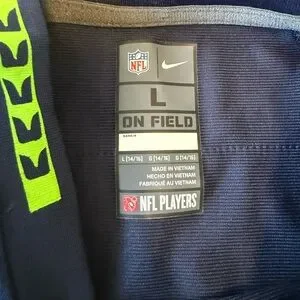 NFL
L
ON FIELD
L [14/16] G [14/16] G [14/16]
MADE IN VIETNAM
HECHO EN VIETNAM
FABRIQUÉ AU VIETNAM
NFL PLAYERS